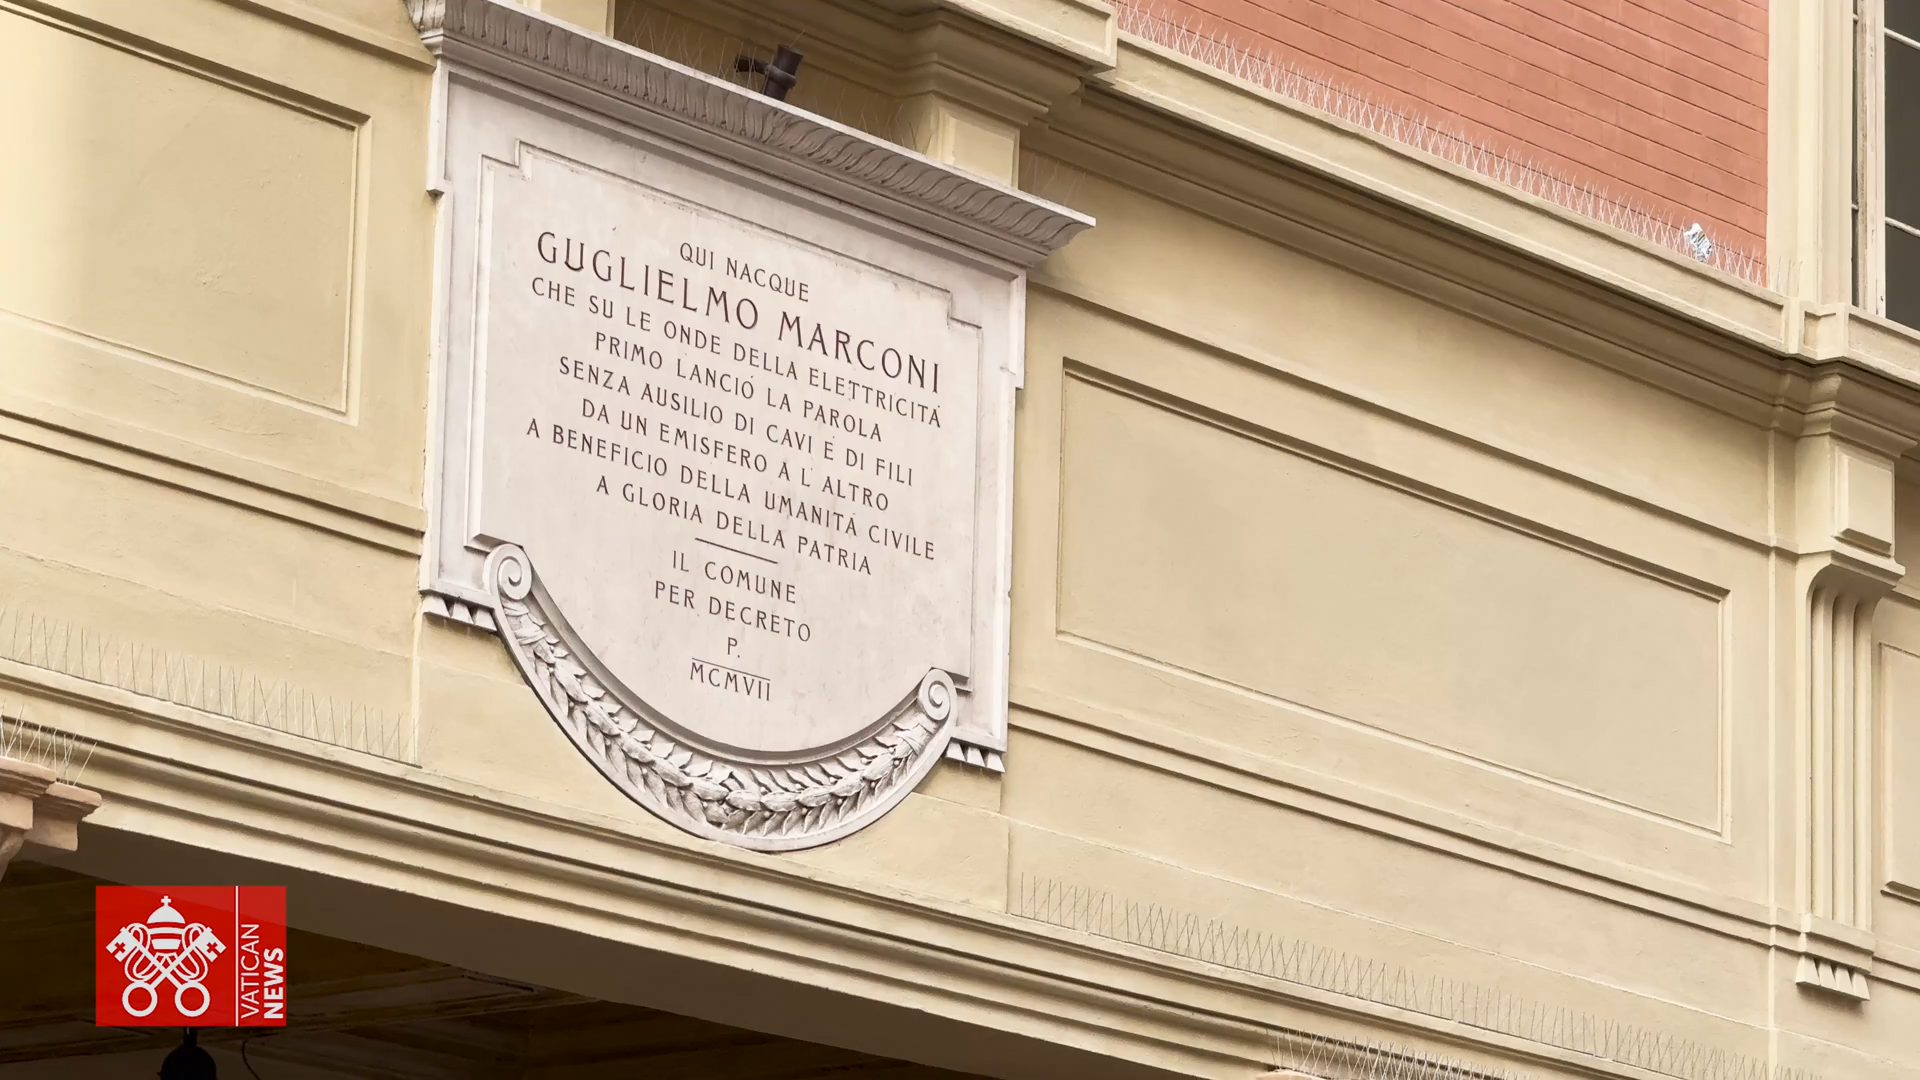 QUI NACQUE
GUGLIELMO MARCONI
CHE SU LE ONDE DELLA ELETTRICITÁ
PRIMO LANCIÓ LA PAROLA
SENZA AUSILIO DI CAVI E DI FILI
DA UN EMISFERO A L' ALTRO
A BENEFICIO DELLA UMANITÁ CIVILE
A GLORIA DELLA PATRIA
IL COMUNE
PER DECRETO
P.
MCMVII
VATICAN
NEWS